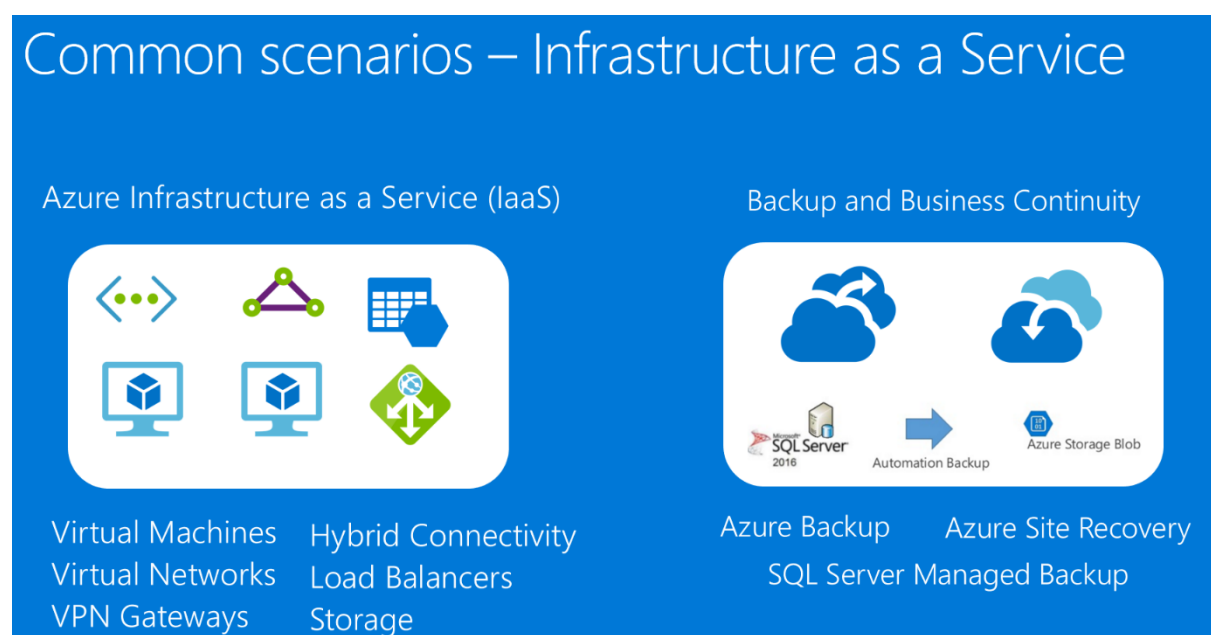 Common scenarios – Infrastructure as a Service
Azure Infrastructure as a Service (IaaS)
Virtual Machines
Virtual Networks
VPN Gateways
Hybrid Connectivity
Load Balancers
Storage
Backup and Business Continuity
Microsoft
SQL Server
2016
Automation Backup
Azure Storage Blob
Azure Backup
Azure Site Recovery
SQL Server Managed Backup